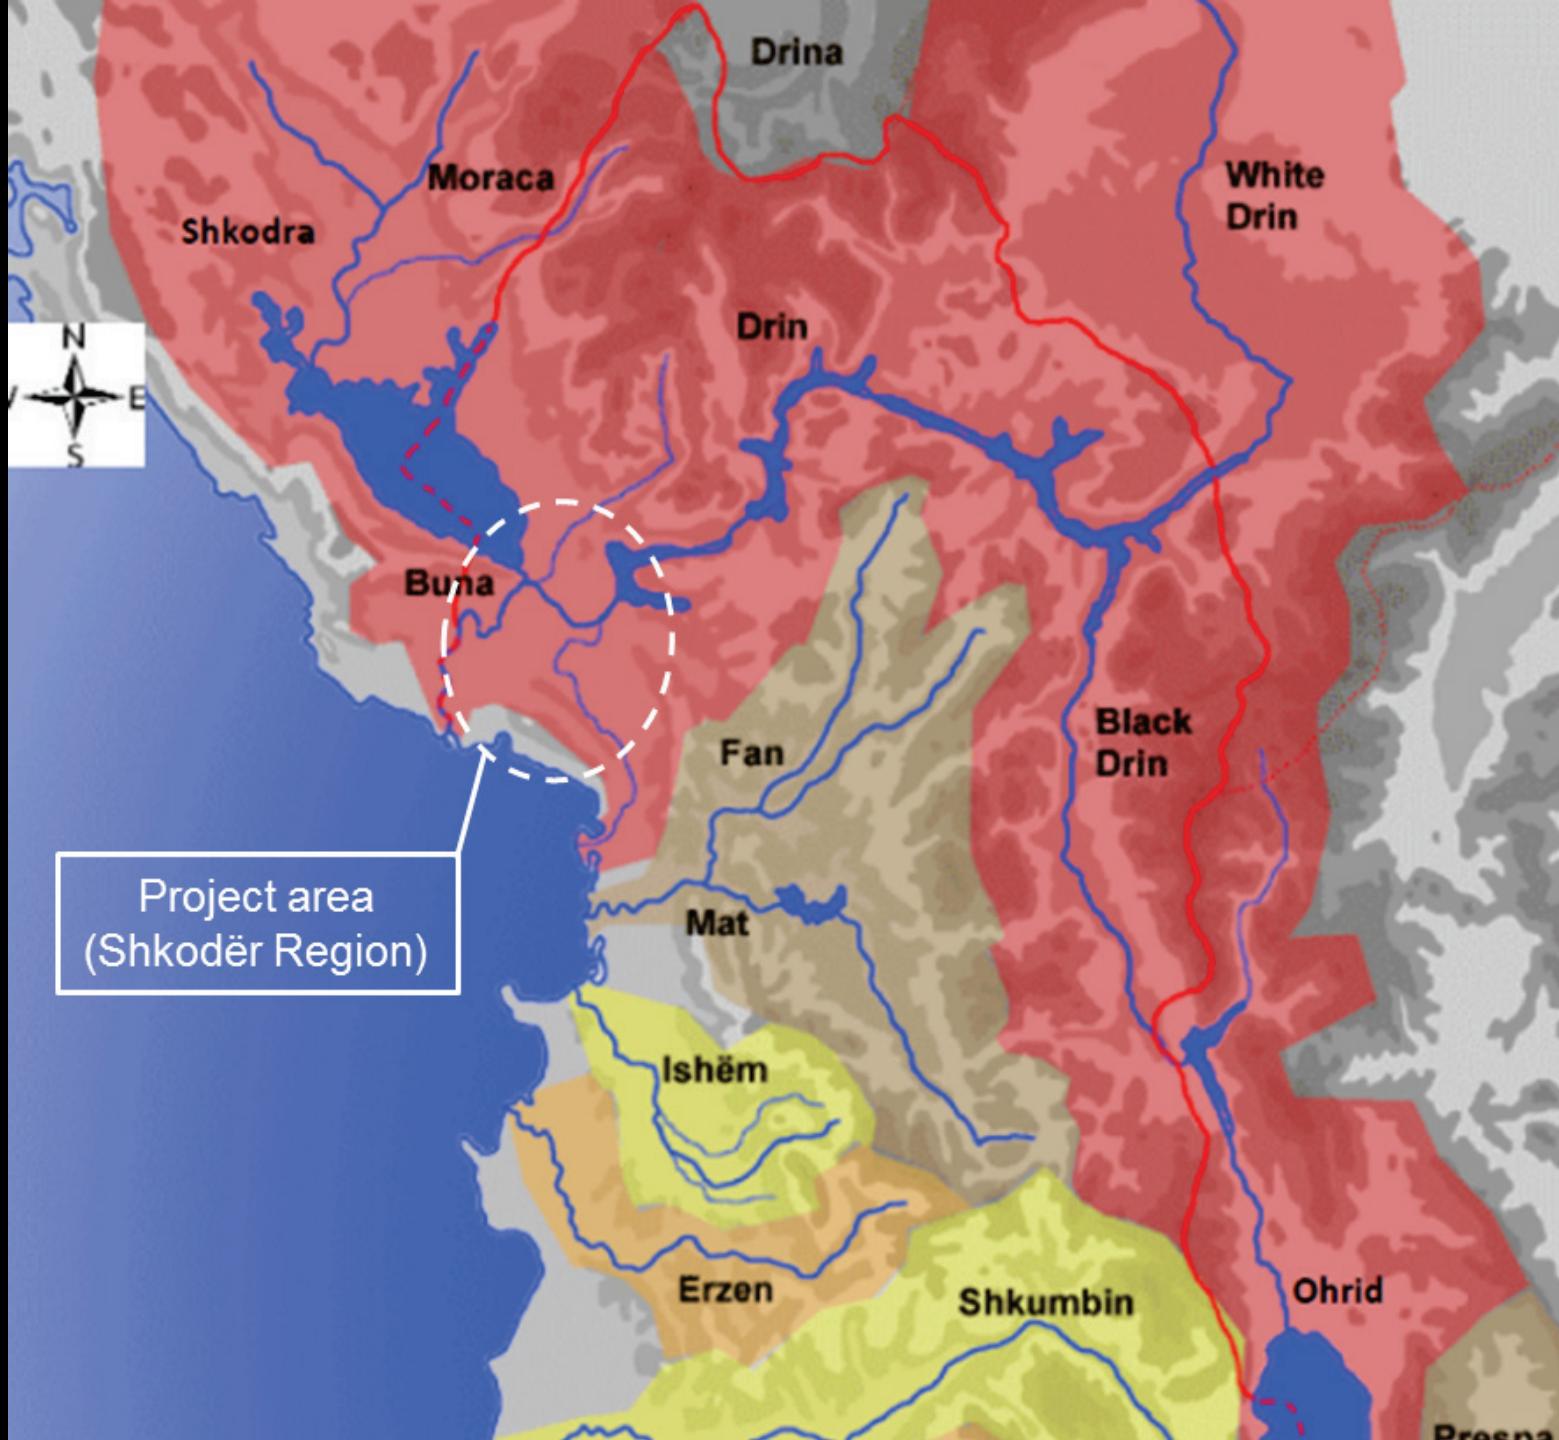 Drina
Moraca
White
Drin
Shkodra
N
E
S
Drin
Buna
Black
Drin
Fan
Project area
(Shkodër Region)
Mat
Ishëm
Erzen
Shkumbin
Ohrid